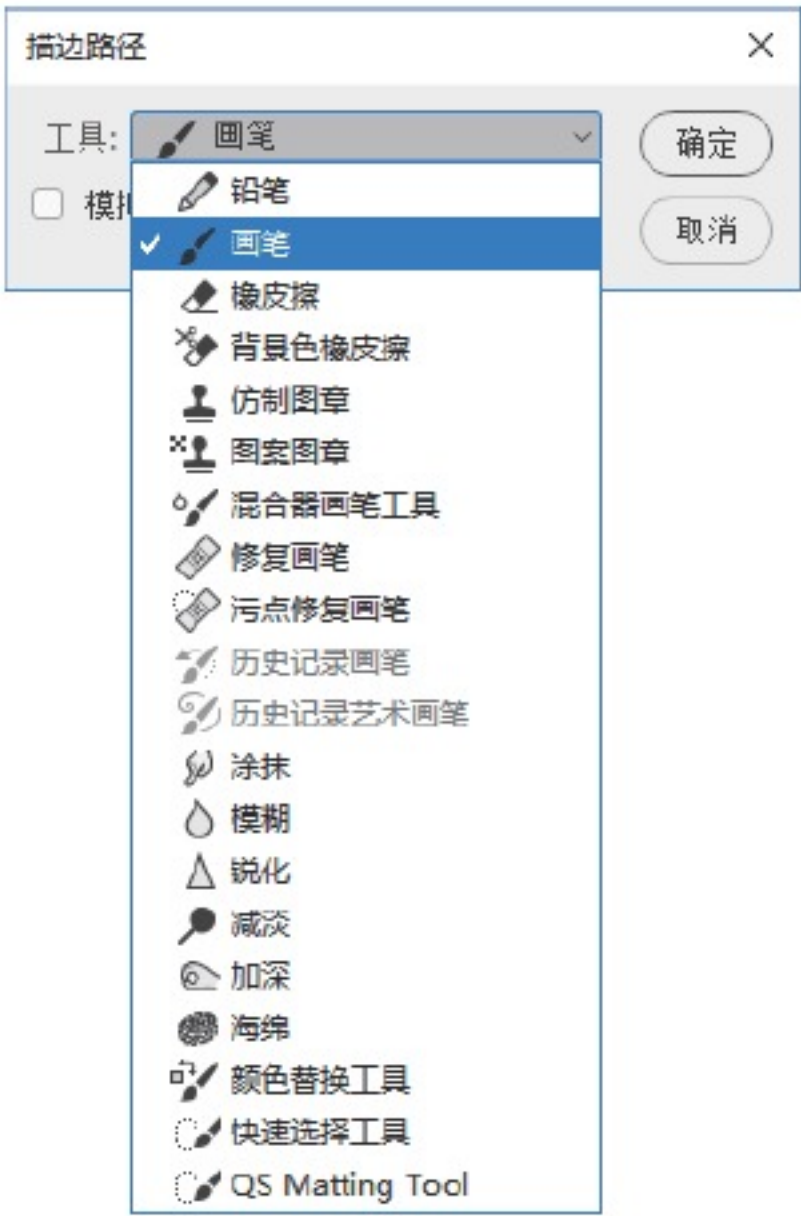 描边路径
工具: 画笔
确定
铅笔
模
画笔
取消
橡皮擦
背景色橡皮擦
仿制图章
图案图章
混合器画笔工具
修复画笔
污点修复画笔
历史记录画笔
历史记录艺术画笔
涂抹
模糊
锐化
减淡
加深
海绵
颜色替换工具
快速选择工具
QS Matting Tool